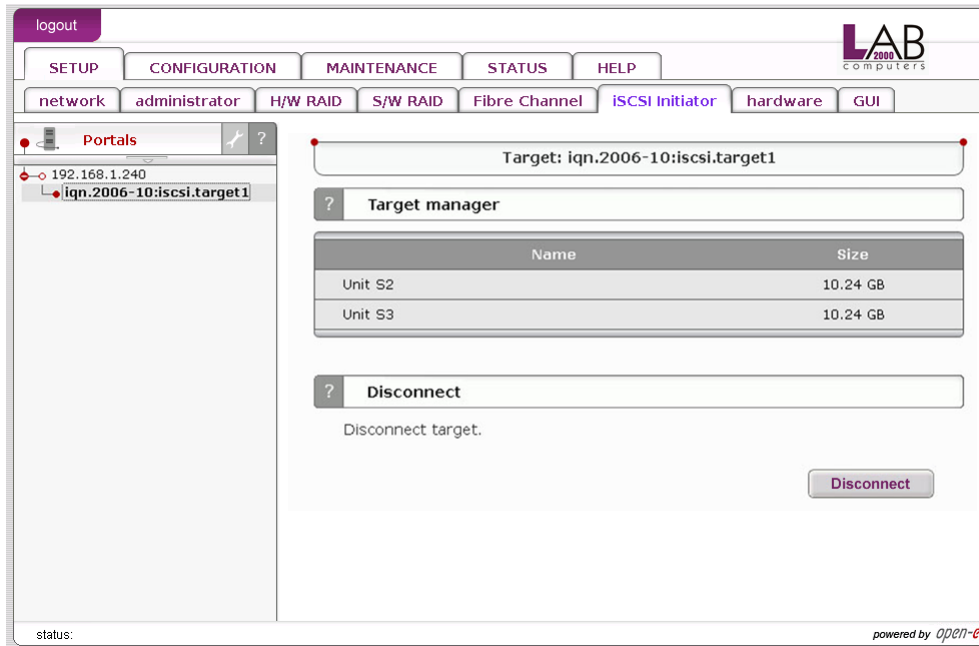 logout
LAB
2000
computers
SETUP CONFIGURATION MAINTENANCE STATUS HELP
network administrator H/W RAID S/W RAID Fibre Channel iSCSI Initiator hardware GUI
Portals ?
192.168.1.240
iqn.2006-10:iscsi.target1
Target: iqn.2006-10:iscsi.target1
? Target manager
Name Size
Unit S2 10.24 GB
Unit S3 10.24 GB
? Disconnect
Disconnect target.
Disconnect
status:
powered by open-e